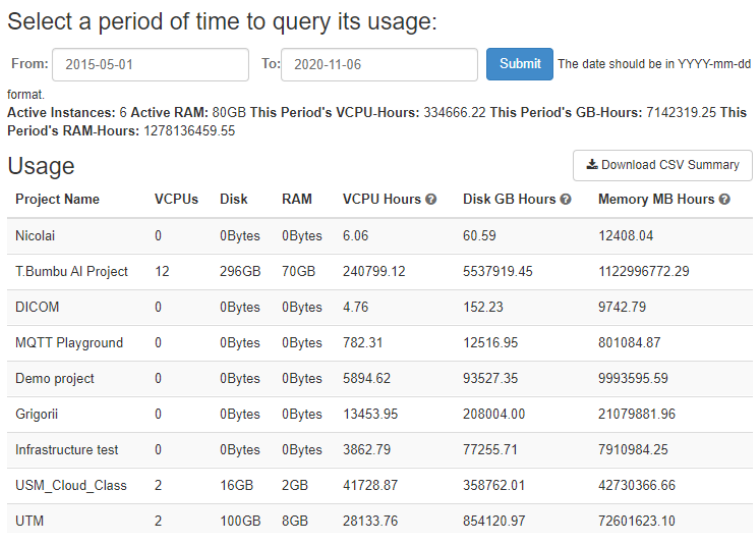 Select a period of time to query its usage:
From: 2015-05-01 To: 2020-11-06 Submit The date should be in YYYY-mm-dd
format.
Active Instances: 6 Active RAM: 80GB This Period's VCPU-Hours: 334666.22 This Period's GB-Hours: 7142319.25 This
Period's RAM-Hours: 1278136459.55
Usage Download CSV Summary
Project Name VCPUs Disk RAM VCPU Hours Disk GB Hours Memory MB Hours
Nicolai 0 0Bytes 0Bytes 6.06 60.59 12408.04
T.Bumbu AI Project 12 296GB 70GB 240799.12 5537919.45 1122996772.29
DICOM 0 0Bytes 0Bytes 4.76 152.23 9742.79
MQTT Playground 0 0Bytes 0Bytes 782.31 12516.95 801084.87
Demo project 0 0Bytes 0Bytes 5894.62 93527.35 9993595.59
Grigorii 0 0Bytes 0Bytes 13453.95 208004.00 21079881.96
Infrastructure test 0 0Bytes 0Bytes 3862.79 77255.71 7910984.25
USM_Cloud_Class 2 16GB 2GB 41728.87 358762.01 42730366.66
UTM 2 100GB 8GB 28133.76 854120.97 72601623.10